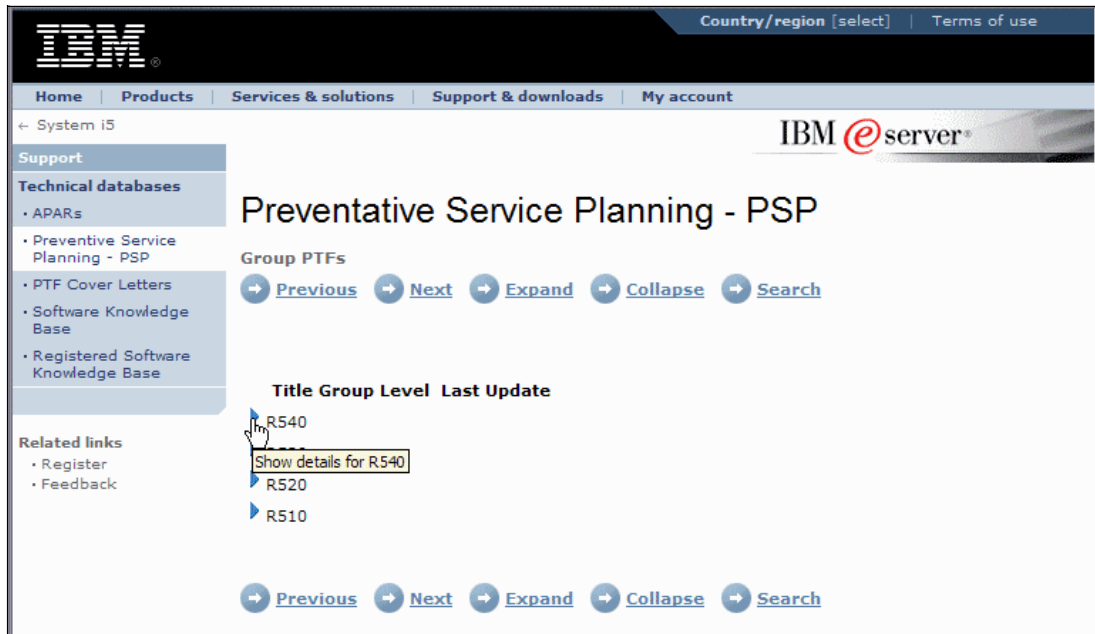 Country/region [select] | Terms of use
IBM®
Home | Products | Services & solutions | Support & downloads | My account
← System i5
IBM eserver®
Support
Technical databases
• APARs
• Preventive Service
Planning - PSP
• PTF Cover Letters
• Software Knowledge
Base
• Registered Software
Knowledge Base
Related links
• Register
• Feedback
Preventative Service Planning - PSP
Group PTFs
Previous Next Expand Collapse Search
Title Group Level Last Update
R540
Show details for R540
R520
R510
Previous Next Expand Collapse Search